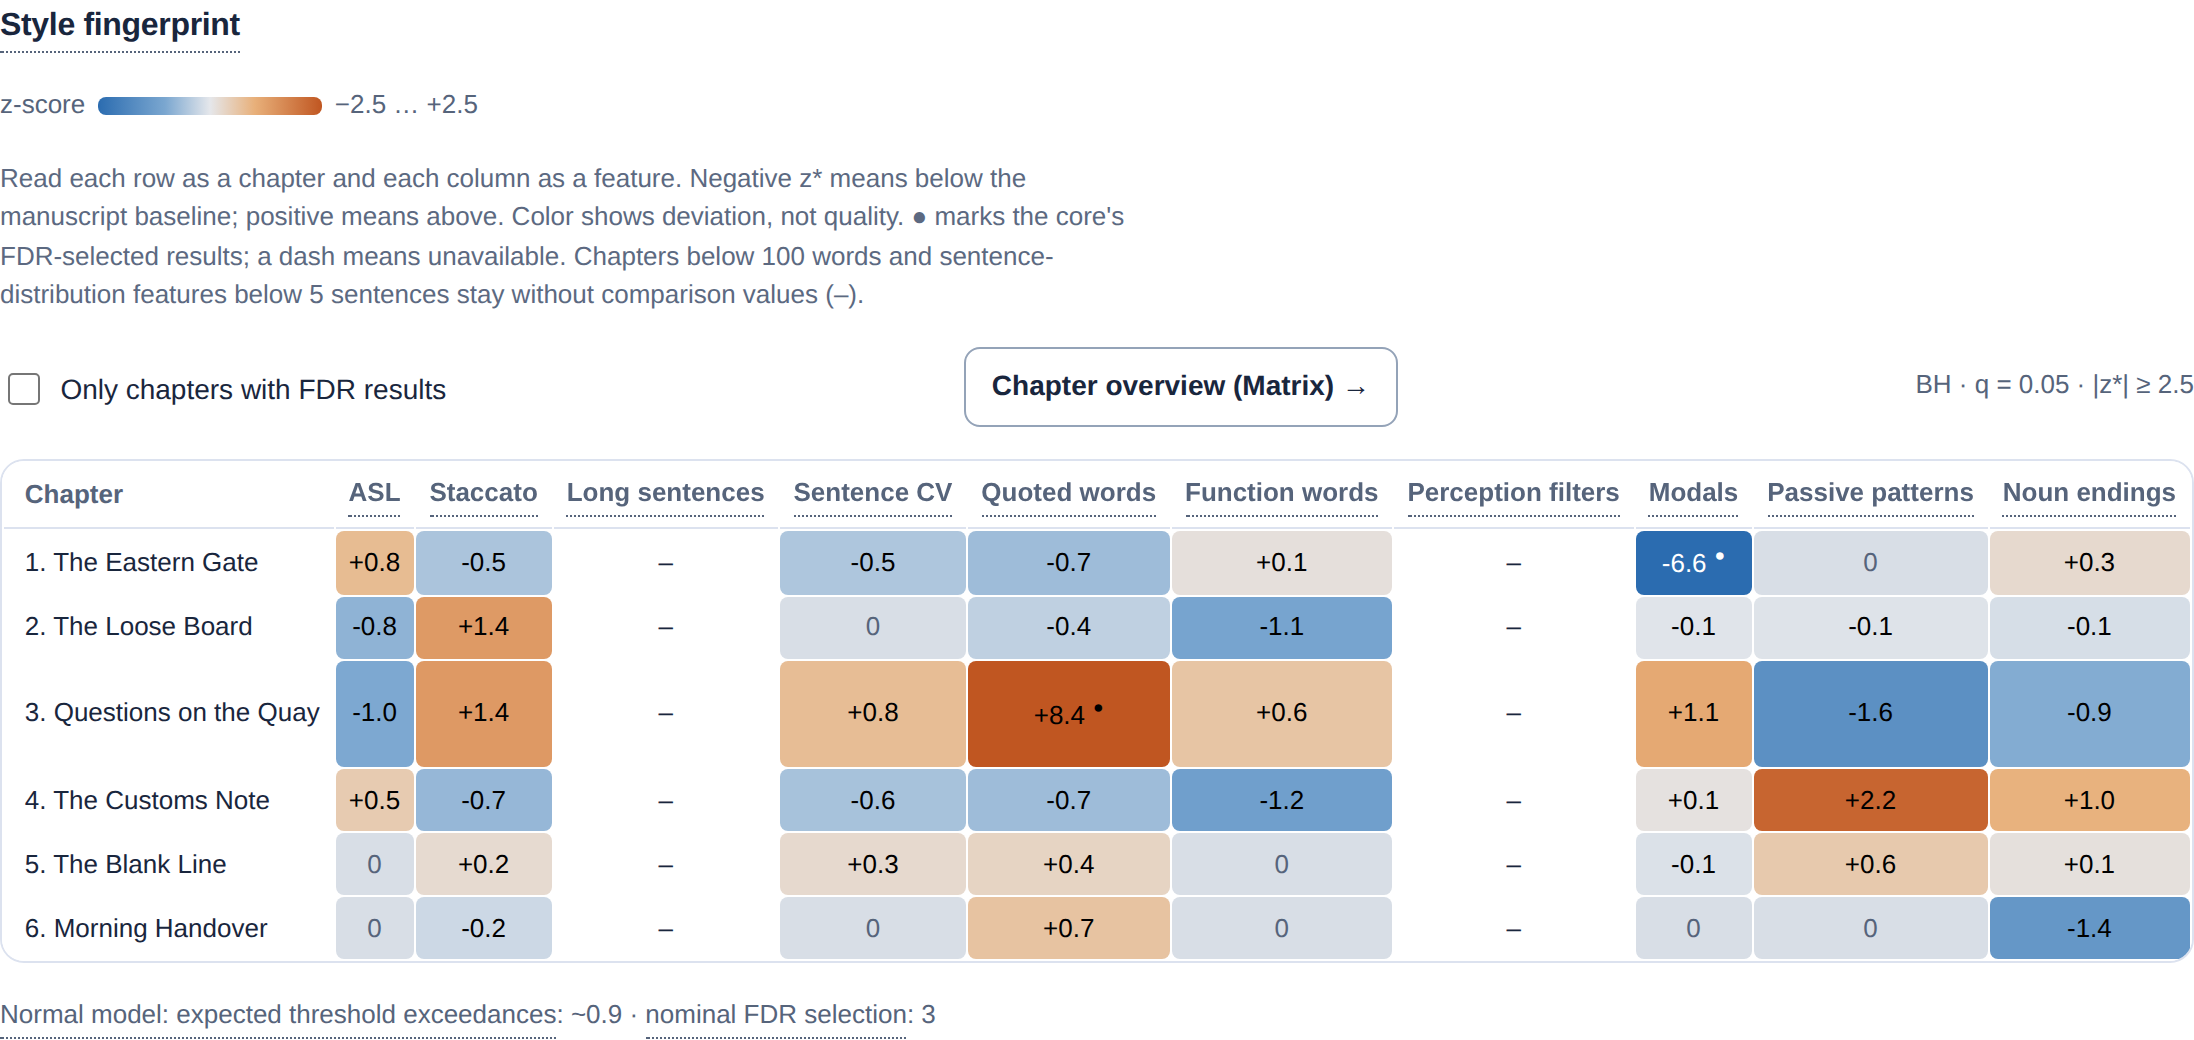 Style fingerprint
z-score −2.5 … +2.5
Read each row as a chapter and each column as a feature. Negative z* means below the
manuscript baseline; positive means above. Color shows deviation, not quality. ● marks the core's
FDR-selected results; a dash means unavailable. Chapters below 100 words and sentence-
distribution features below 5 sentences stay without comparison values (–).
Only chapters with FDR results
Chapter overview (Matrix) →
BH · q = 0.05 · |z*| ≥ 2.5
Chapter ASL Staccato Long sentences Sentence CV Quoted words Function words Perception filters Modals Passive patterns Noun endings
1. The Eastern Gate +0.8 -0.5 – -0.5 -0.7 +0.1 – -6.6 ● 0 +0.3
2. The Loose Board -0.8 +1.4 – 0 -0.4 -1.1 – -0.1 -0.1 -0.1
3. Questions on the Quay -1.0 +1.4 – +0.8 +8.4 ● +0.6 – +1.1 -1.6 -0.9
4. The Customs Note +0.5 -0.7 – -0.6 -0.7 -1.2 – +0.1 +2.2 +1.0
5. The Blank Line 0 +0.2 – +0.3 +0.4 0 – -0.1 +0.6 +0.1
6. Morning Handover 0 -0.2 – 0 +0.7 0 – 0 0 -1.4
Normal model: expected threshold exceedances: ~0.9 · nominal FDR selection: 3